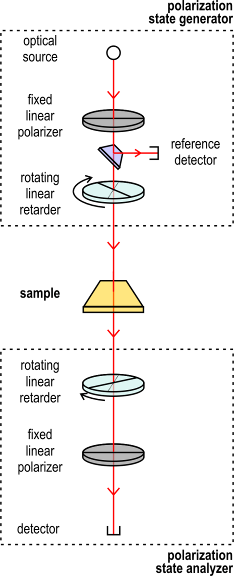 polarization
state generator
optical
source
fixed
linear
polarizer
reference
detector
rotating
linear
retarder
sample
rotating
linear
retarder
fixed
linear
polarizer
detector
polarization
state analyzer